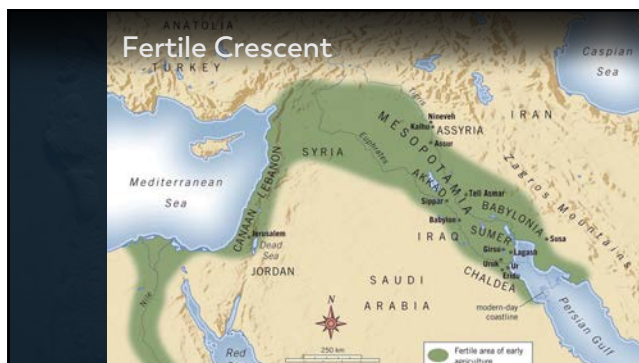 Fertile Crescent
ANATOLIA
TURKEY
Caspian
Sea
IRAN
Tigris
Nineveh
Kalhu
ASSYRIA
Assur
MESOPOTAMIA
SYRIA
Euphrates
Zagros Mountains
Mediterranean
Sea
LEBANON
CANAAN
AKKAD
Tell Asmar
Sippar
BABYLONIA
Babylon
Jerusalem
Dead
Sea
IRAQ
SUMER
Susa
Girsu
Lagash
JORDAN
Uruk
Ur
Eridu
CHALDEA
SAUDI
ARABIA
Nile
N
modern-day
coastline
Persian Gulf
Red
250 km
Fertile area of early
agriculture